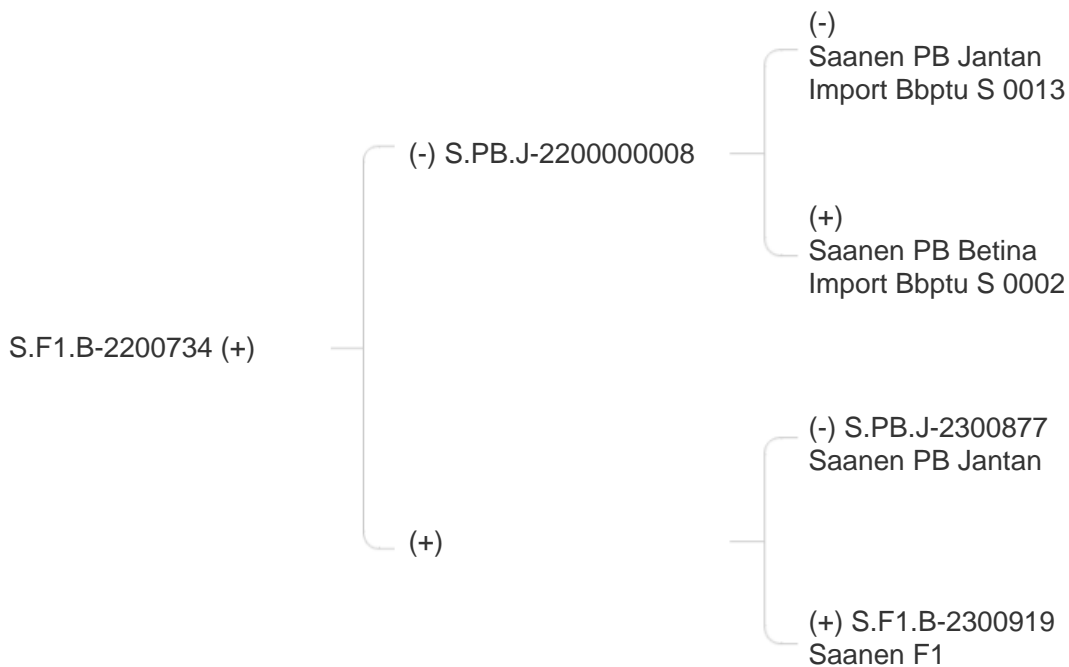 (-)
Saanen PB Jantan
Import Bbptu S 0013
(-) S.PB.J-2200000008
(+)
Saanen PB Betina
Import Bbptu S 0002
S.F1.B-2200734 (+)
(-) S.PB.J-2300877
Saanen PB Jantan
(+)
(+) S.F1.B-2300919
Saanen F1